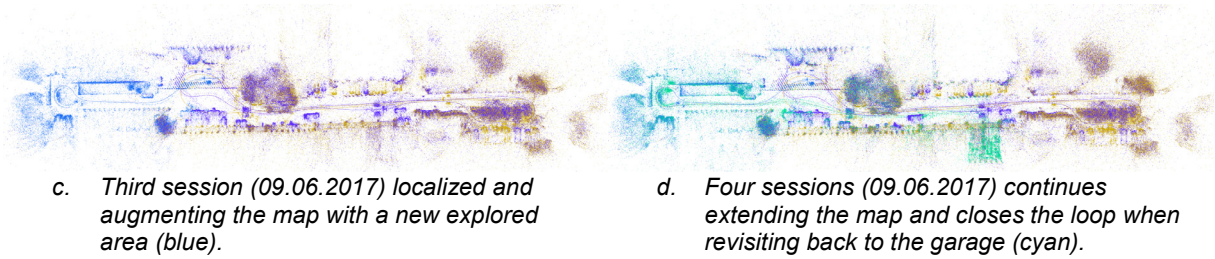 c. Third session (09.06.2017) localized and
augmenting the map with a new explored
area (blue).
d. Four sessions (09.06.2017) continues
extending the map and closes the loop when
revisiting back to the garage (cyan).